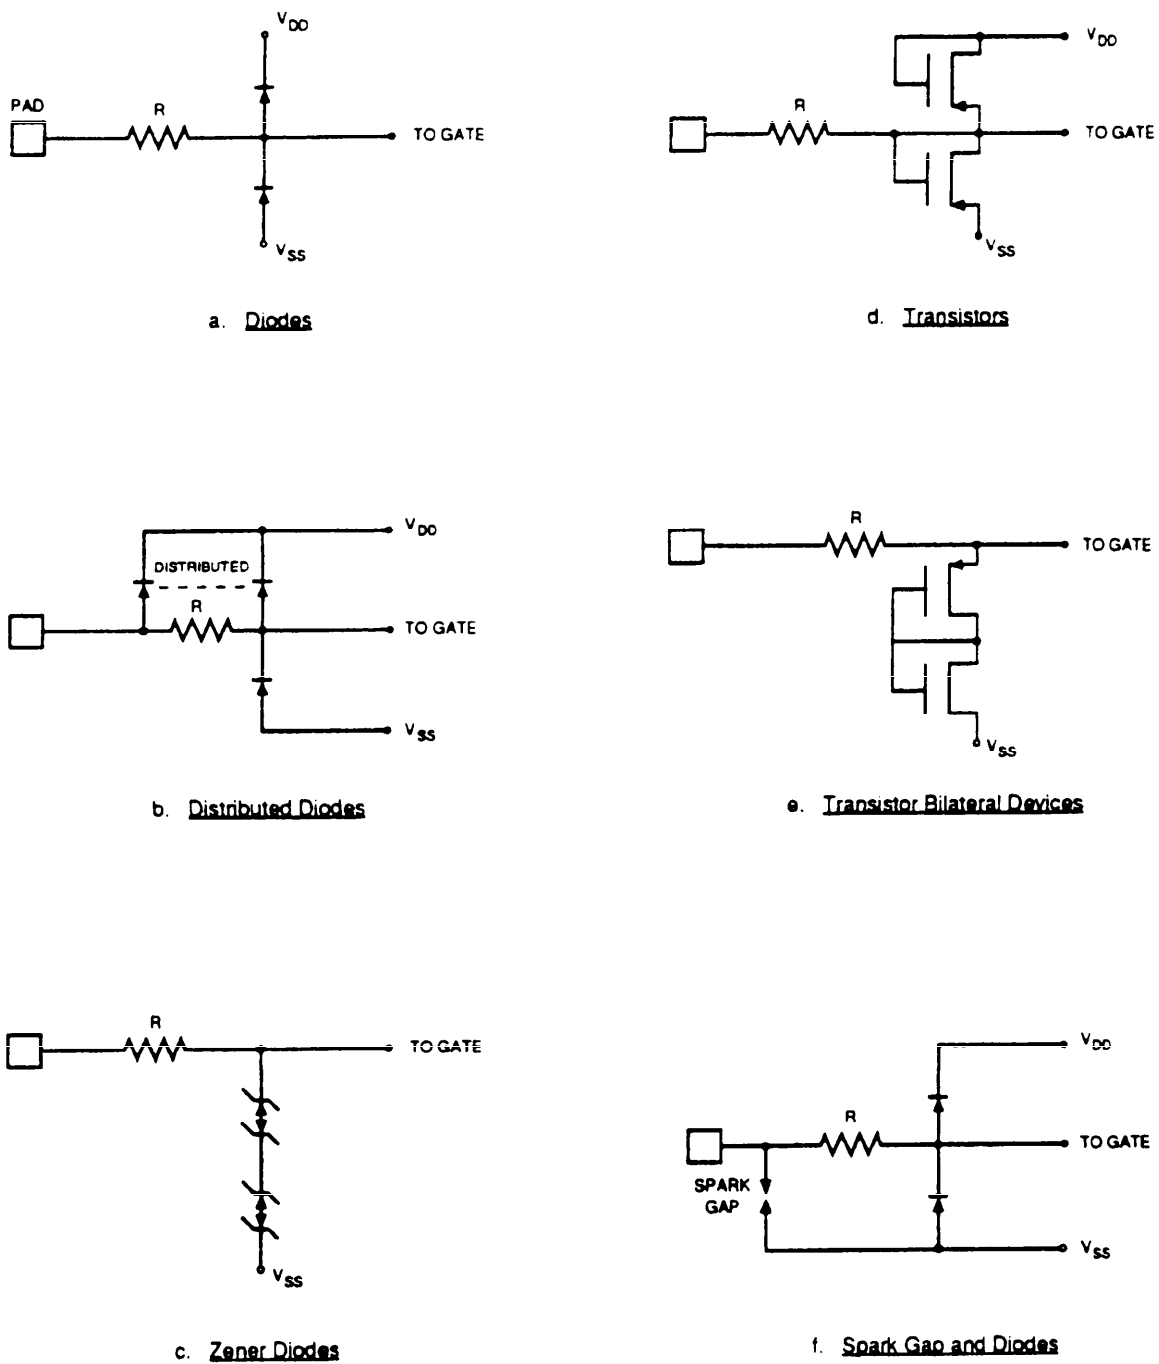 V_DD
PAD
R
TO GATE
V_SS
a. Diodes
V_DD
R
TO GATE
V_SS
d. Transistors
V_DD
DISTRIBUTED
R
TO GATE
V_SS
b. Distributed Diodes
R
TO GATE
V_SS
e. Transistor Bilateral Devices
R
TO GATE
V_SS
c. Zener Diodes
V_DD
R
TO GATE
SPARK
GAP
V_SS
f. Spark Gap and Diodes